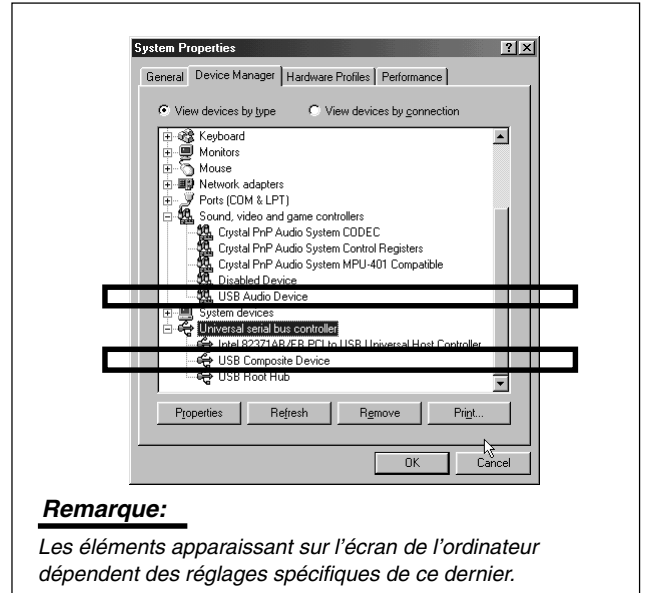 System Properties
General Device Manager Hardware Profiles Performance
View devices by type View devices by connection
Keyboard
Monitors
Mouse
Network adapters
Ports (COM & LPT)
Sound, video and game controllers
Crystal PnP Audio System CODEC
Crystal PnP Audio System Control Registers
Crystal PnP Audio System MPU-401 Compatible
Disabled Device
USB Audio Device
System devices
Universal serial bus controller
Intel 82371AB/EB PCI to USB Universal Host Controller
USB Composite Device
USB Root Hub
Properties Refresh Remove Print...
OK Cancel
Remarque:
Les éléments apparaissant sur l’écran de l’ordinateur
dépendent des réglages spécifiques de ce dernier.